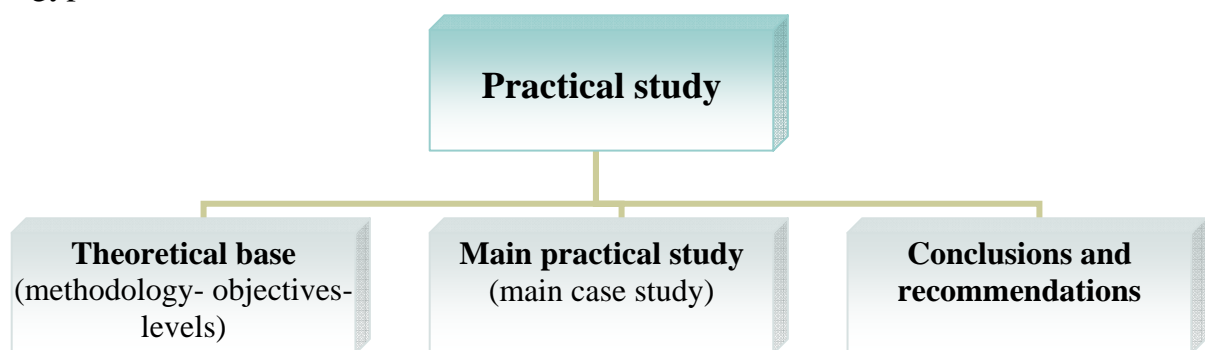 Practical study
Theoretical base
(methodology- objectives-
levels)
Main practical study
(main case study)
Conclusions and
recommendations